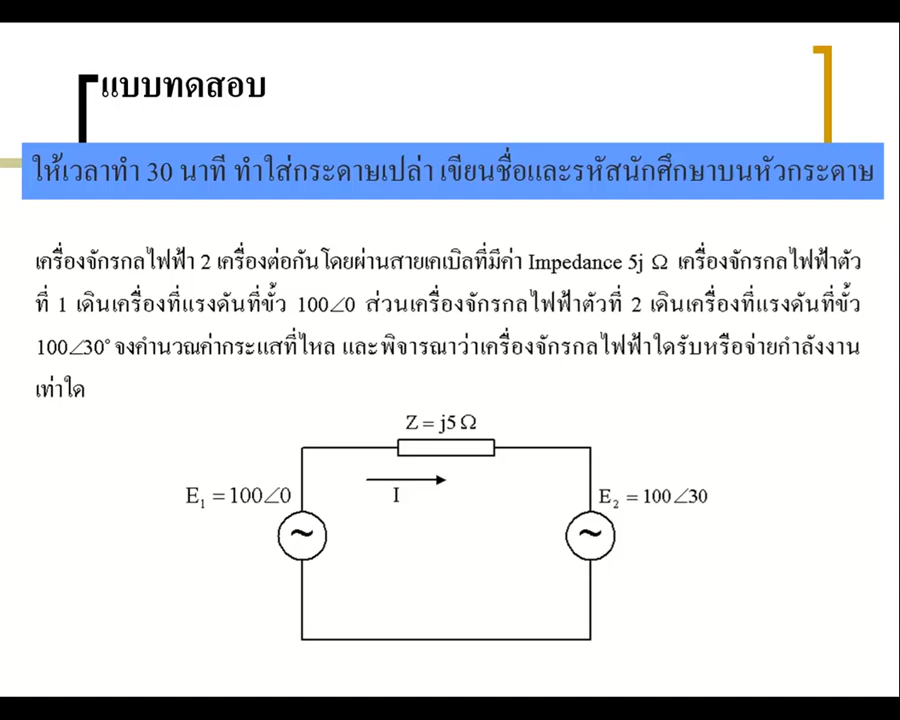 แบบทดสอบ
ให้เวลาทำ 30 นาที ทำใส่กระดาษเปล่า เขียนชื่อและรหัสนักศึกษาบนหัวกระดาษ
เครื่องจักรกลไฟฟ้า 2 เครื่องต่อกันโดยผ่านสายเคเบิลที่มีค่า Impedance 5j Ω เครื่องจักรกลไฟฟ้าตัว
ที่ 1 เดินเครื่องที่แรงดันที่ขั้ว 100∠0 ส่วนเครื่องจักรกลไฟฟ้าตัวที่ 2 เดินเครื่องที่แรงดันที่ขั้ว
100∠30° จงคำนวณค่ากระแสที่ไหล และพิจารณาว่าเครื่องจักรกลไฟฟ้าใดรับหรือจ่ายกำลังงาน
เท่าใด
Z = j5 Ω
I
E₁ = 100∠0
E₂ = 100∠30
~ ~